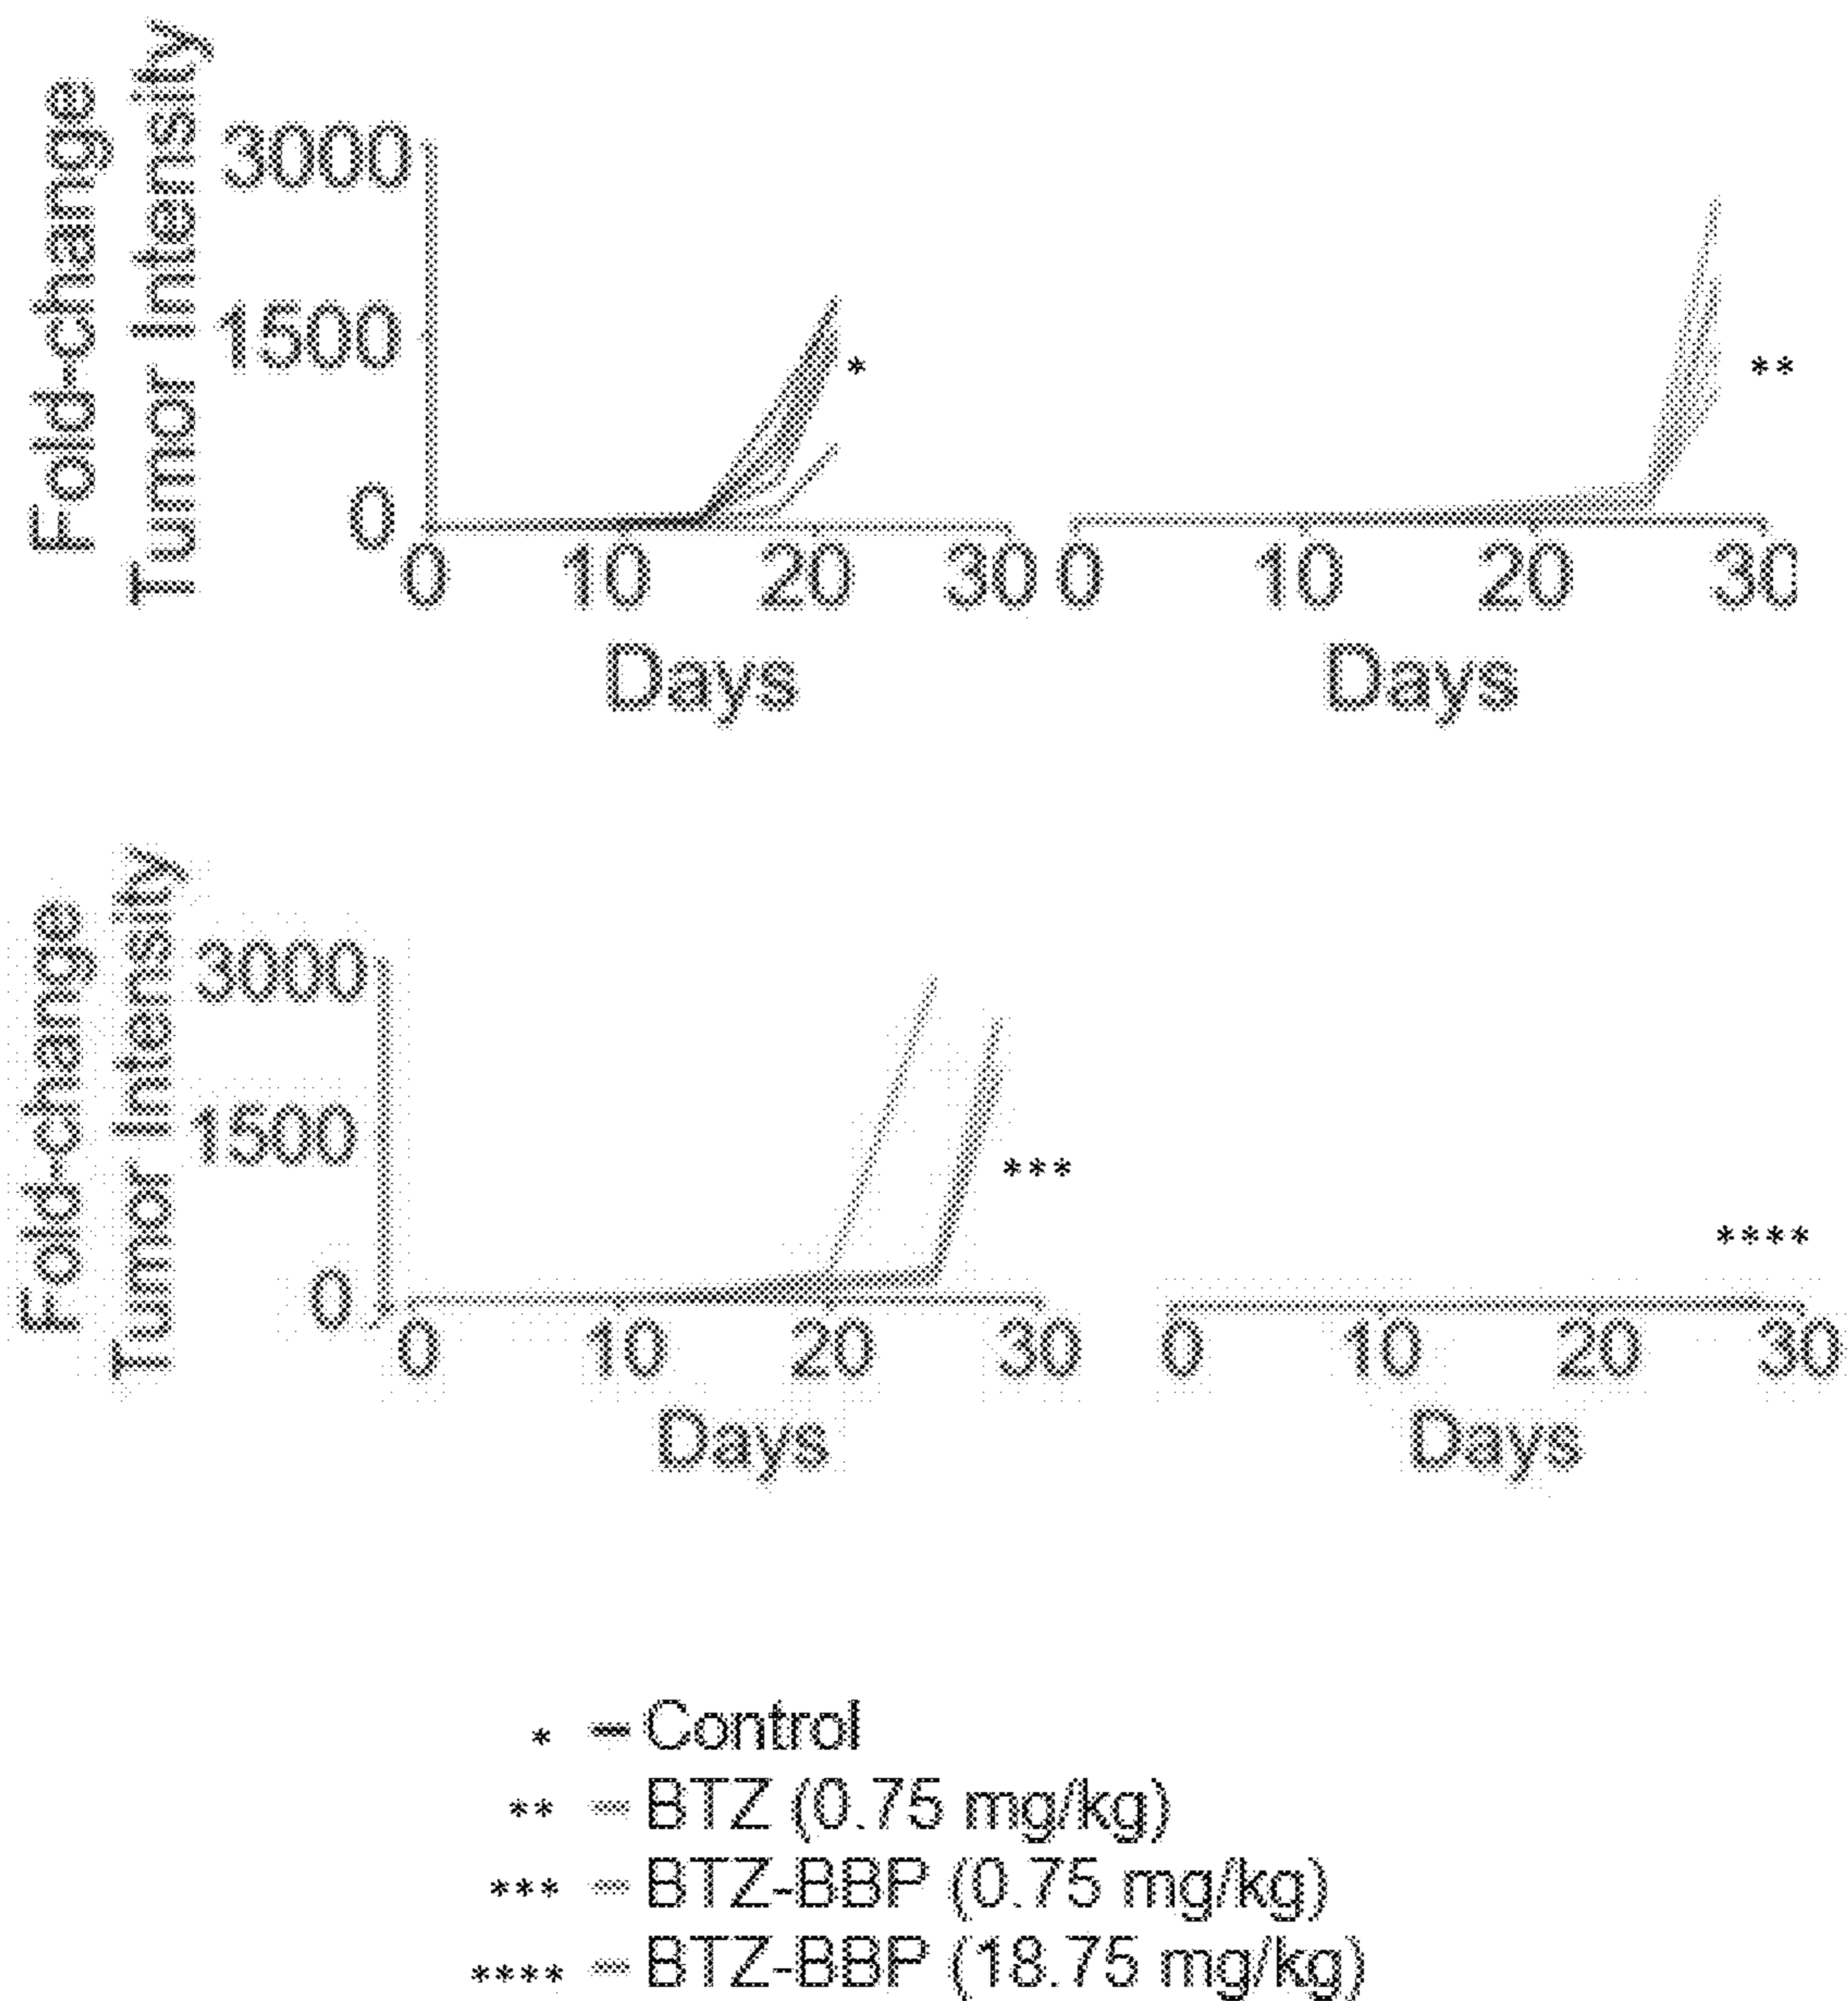 Fold-change
Tumor Intensity
3000
1500
0
0 10 20 30 0 10 20 30
Days Days
*
**
Fold-change
Tumor Intensity
3000
1500
0
0 10 20 30 0 10 20 30
Days Days
***
****
* – Control
** – BTZ (0.75 mg/kg)
*** – BTZ-BBP (0.75 mg/kg)
**** – BTZ-BBP (18.75 mg/kg)